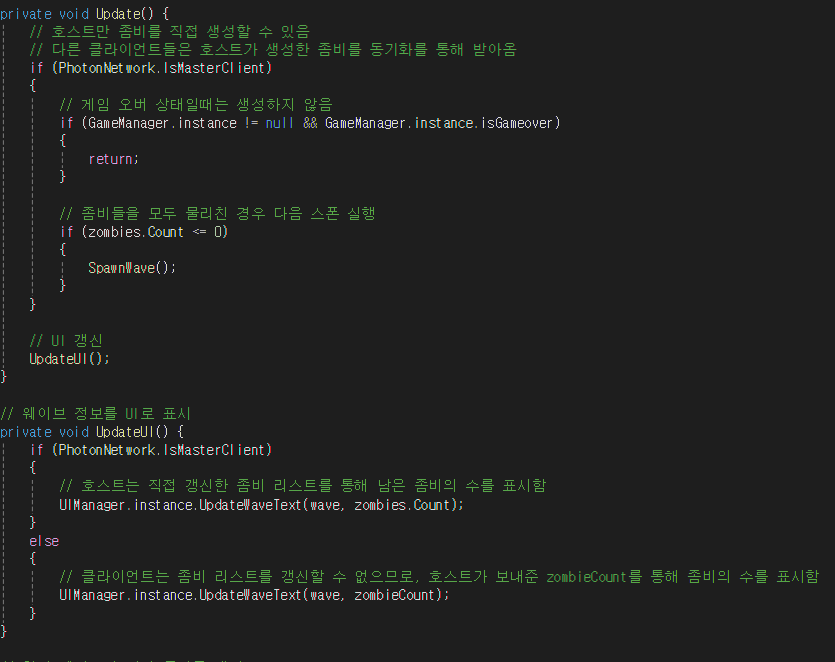 private void Update() {
// 호스트만 좀비를 직접 생성할 수 있음
// 다른 클라이언트들은 호스트가 생성한 좀비를 동기화를 통해 받아옴
if (PhotonNetwork.IsMasterClient)
{
// 게임 오버 상태일때는 생성하지 않음
if (GameManager.instance != null && GameManager.instance.isGameover)
{
return;
}
// 좀비들을 모두 물리친 경우 다음 스폰 실행
if (zombies.Count <= 0)
{
SpawnWave();
}
}
// UI 갱신
UpdateUI();
}
// 웨이브 정보를 UI로 표시
private void UpdateUI() {
if (PhotonNetwork.IsMasterClient)
{
// 호스트는 직접 갱신한 좀비 리스트를 통해 남은 좀비의 수를 표시함
UIManager.instance.UpdateWaveText(wave, zombies.Count);
}
else
{
// 클라이언트는 좀비 리스트를 갱신할 수 없으므로, 호스트가 보내준 zombieCount를 통해 좀비의 수를 표시함
UIManager.instance.UpdateWaveText(wave, zombieCount);
}
}